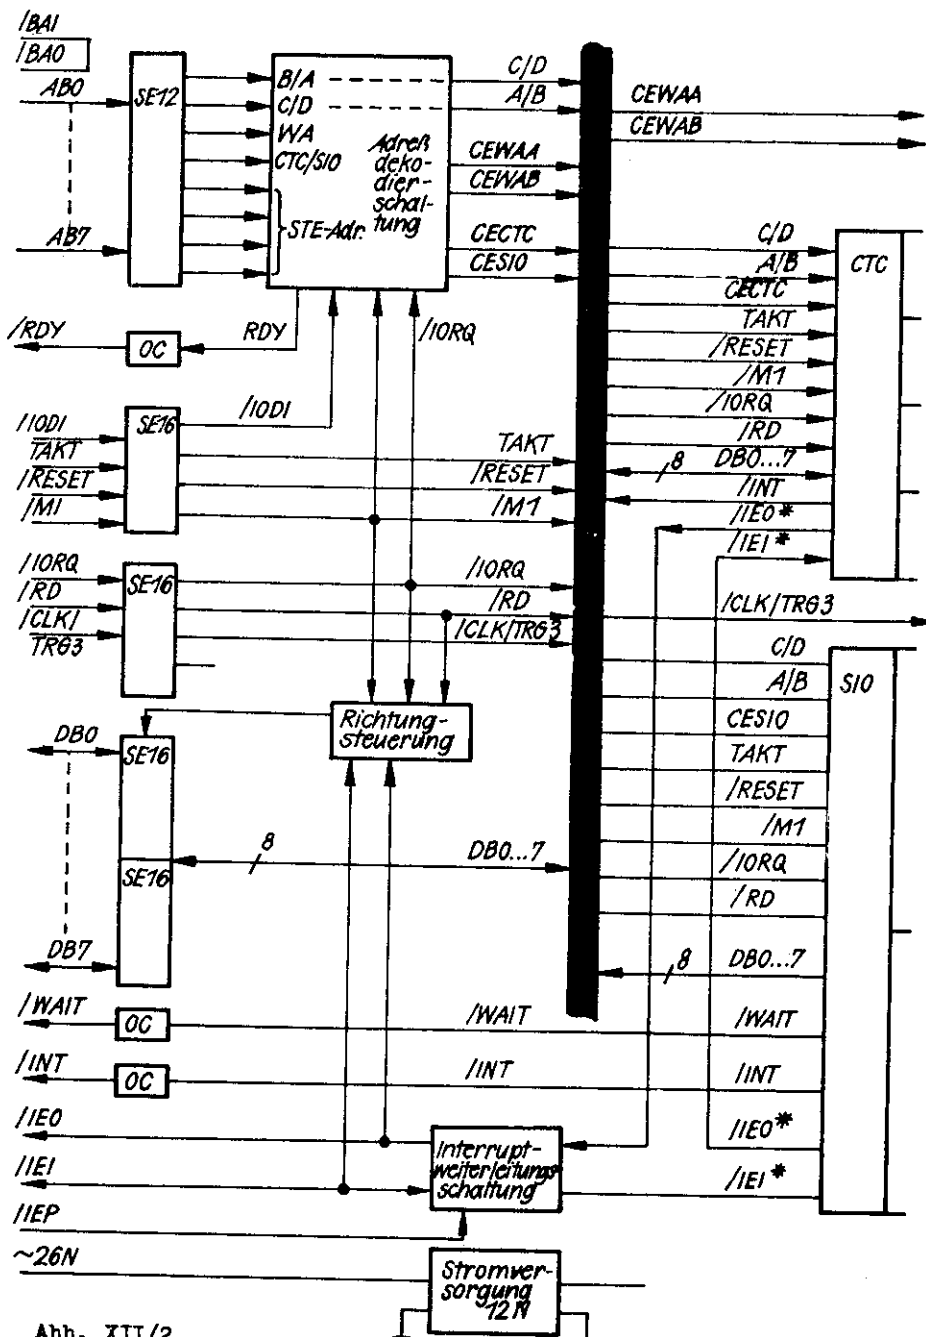 /BAI
/BAO
AB0
AB7
SE12
B/A
C/D
WA
CTC/SIO
STE-Adr.
Adreß
deko-
dier-
schal-
tung
C/D
A/B
CEWAA
CEWAB
CECTC
CESIO
CEWAA
CEWAB
/RDY
OC
RDY
/IORQ
/IODI
/IODI
TAKT
/RESET
/M1
SE16
TAKT
/RESET
/M1
/IORQ
/RD
/CLK/
TRG3
SE16
/IORQ
/RD
/CLK/TRG3
C/D
A/B
CECTC
TAKT
/RESET
/M1
/IORQ
/RD
8 DB0...7
/INT
/IEO*
/IEI*
CTC
/CLK/TRG3
Richtung-
steuerung
DB0
SE16
SE16
8 DB0...7
DB7
C/D
A/B
CESIO
TAKT
/RESET
/M1
/IORQ
/RD
8 DB0...7
SIO
/WAIT
OC
/WAIT
/WAIT
/INT
OC
/INT
/INT
/IEO
/IEO*
/IEI
Interrupt-
weiterleitungs
schaltung
/IEI*
/IEP
~26N
Stromver-
sorgung
12N
Abb. XII/2